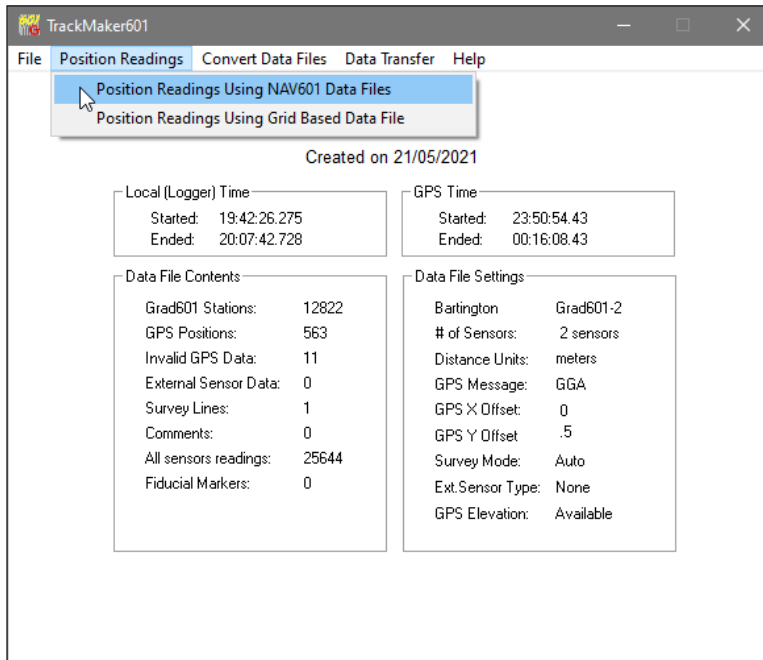 TrackMaker601
File Position Readings Convert Data Files Data Transfer Help
Position Readings Using NAV601 Data Files
Position Readings Using Grid Based Data File
Created on 21/05/2021
Local (Logger) Time
Started: 19:42:26.275
Ended: 20:07:42.728
GPS Time
Started: 23:50:54.43
Ended: 00:16:08.43
Data File Contents
Grad601 Stations: 12822
GPS Positions: 563
Invalid GPS Data: 11
External Sensor Data: 0
Survey Lines: 1
Comments: 0
All sensors readings: 25644
Fiducial Markers: 0
Data File Settings
Bartington Grad601-2
# of Sensors: 2 sensors
Distance Units: meters
GPS Message: GGA
GPS X Offset: 0
GPS Y Offset .5
Survey Mode: Auto
Ext.Sensor Type: None
GPS Elevation: Available